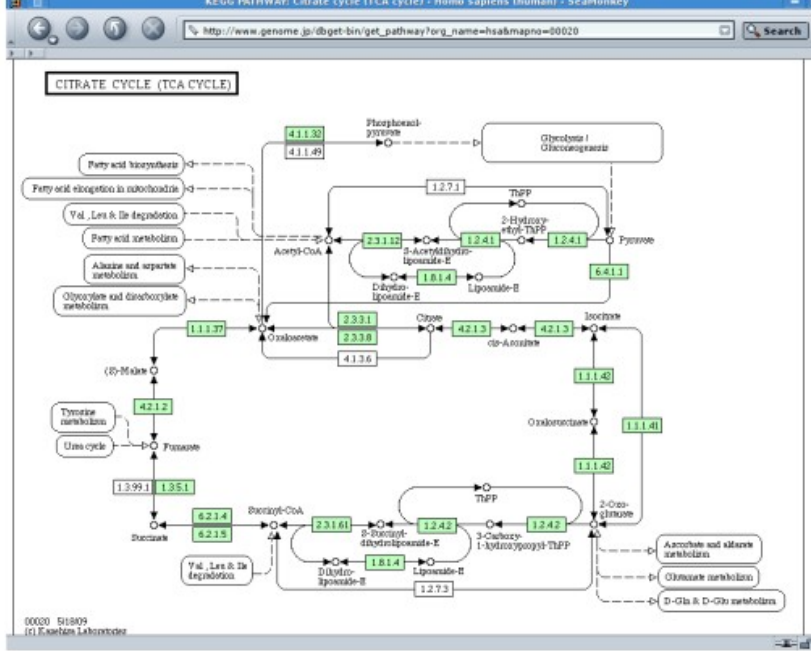 KEGG PATHWAY: Citrate cycle (TCA cycle) - Homo sapiens (human) - SeaMonkey
http://www.genome.jp/dbget-bin/get_pathway?org_name=hsa&mapno=00020
Search
CITRATE CYCLE (TCA CYCLE)
Phosphoenol-
pyruvate
4.1.1.32
4.1.1.49
Glycolysis /
Gluconeogenesis
Fatty acid biosynthesis
Fatty acid elongation in mitochondria
Val , Leu & Ile degradation
Fatty acid metabolism
Alanine and aspartate
metabolism
Glyoxylate and dicarboxylate
metabolism
1.2.7.1
ThPP
2-Hydroxy-
ethyl-ThPP
Acetyl-CoA
2.3.1.12
S-Acetyldihydro-
lipoamide-E
1.2.4.1
1.2.4.1
Pyruvate
Dihydro-
lipoamide-E
1.8.1.4
Lipoamide-E
6.4.1.1
1.1.1.37
Oxaloacetate
2.3.3.1
2.3.3.8
4.1.3.6
Citrate
4.2.1.3
cis-Aconitate
4.2.1.3
Isocitrate
(S)-Malate
1.1.1.42
4.2.1.2
Tyrosine
metabolism
Urea cycle
Fumarate
Oxalosuccinate
1.1.1.41
1.3.99.1
1.3.5.1
1.1.1.42
Succinate
6.2.1.4
6.2.1.5
Succinyl-CoA
2.3.1.61
S-Succinyl-
dihydrolipoamide-E
ThPP
1.2.4.2
3-Carboxy-
1-hydroxypropyl-ThPP
1.2.4.2
2-Oxo-
glutarate
Val , Leu & Ile
degradation
Dihydro-
lipoamide-E
1.8.1.4
Lipoamide-E
1.2.7.3
Ascorbate and aldarate
metabolism
Glutamate metabolism
D-Gln & D-Glu metabolism
00020 5/18/09
(c) Kanehisa Laboratories